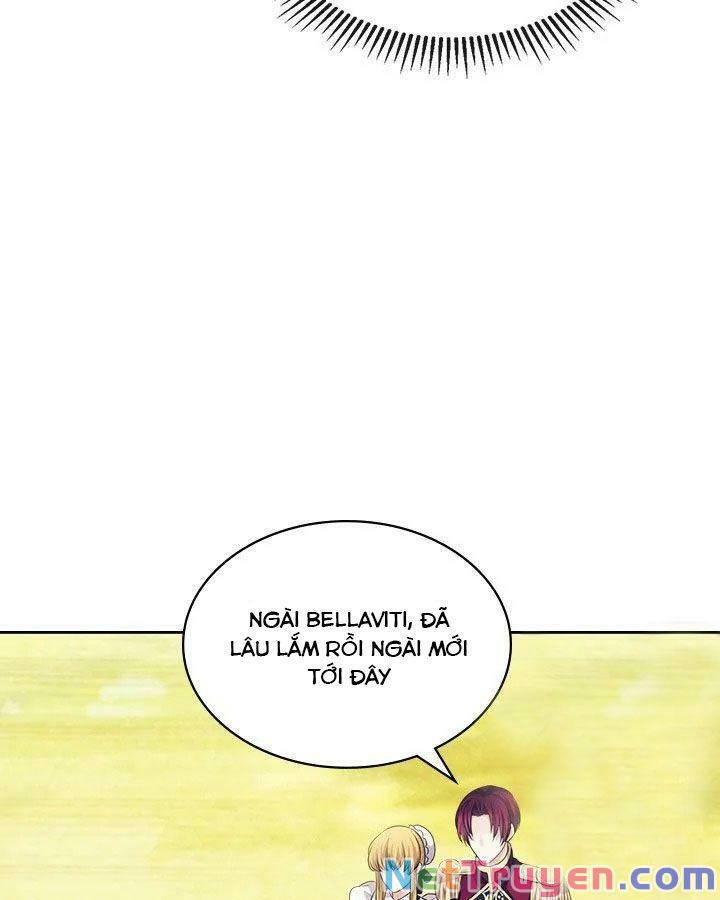 NGÀI BELLAVITI, ĐÃ
LÂU LẮM RỒI NGÀI MỚI
TỚI ĐÂY
NetTruyen.com